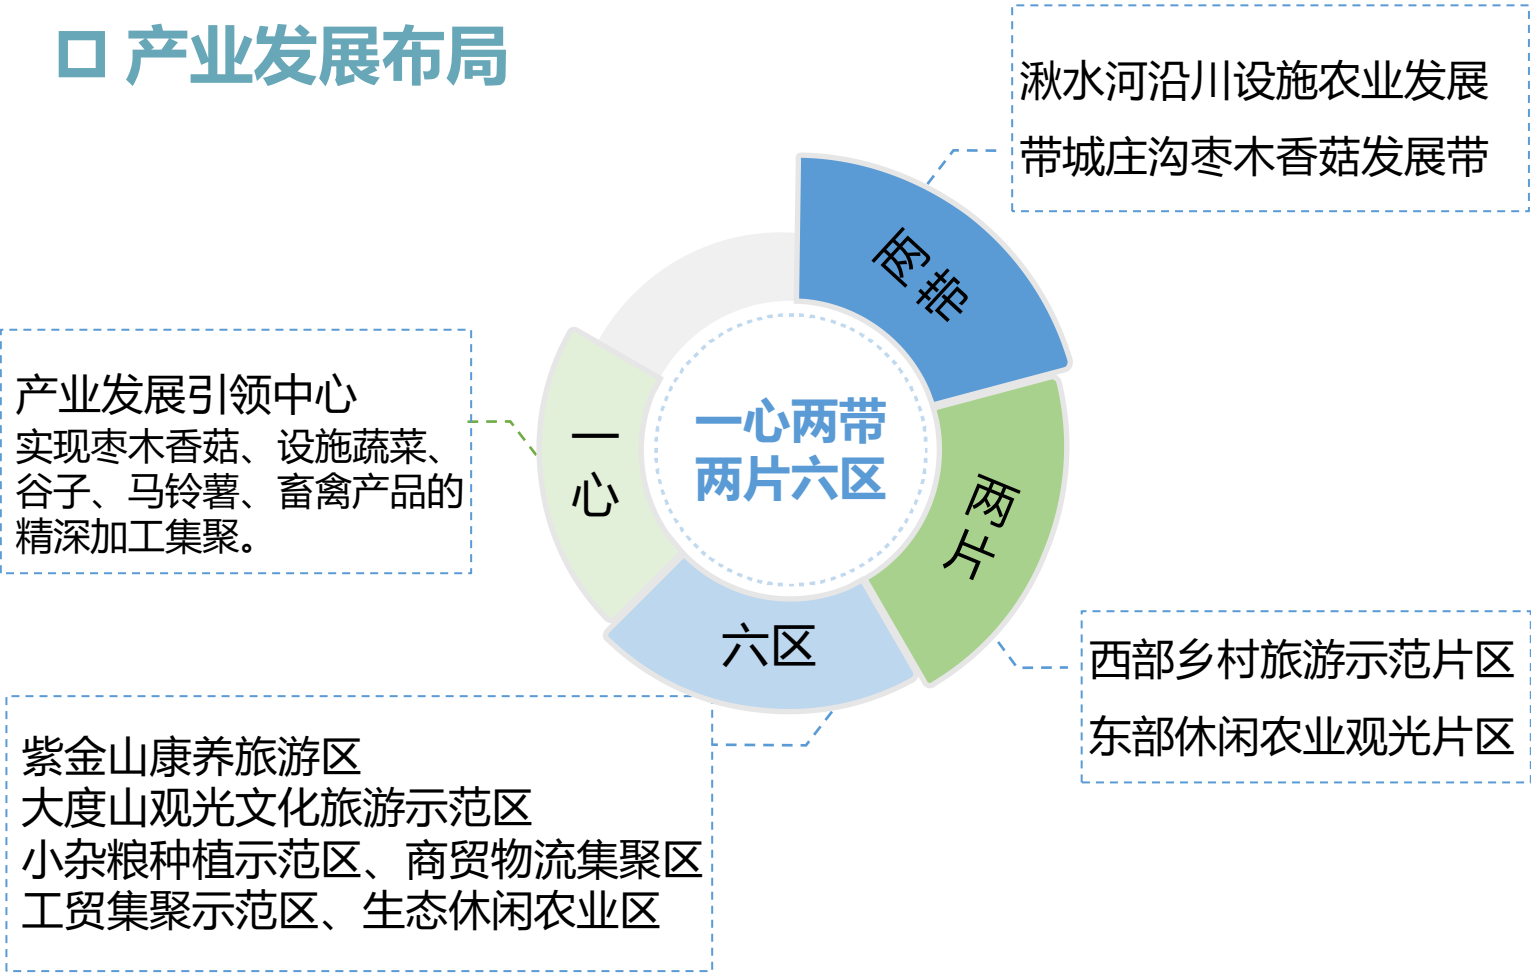 产业发展布局
湫水河沿川设施农业发展
带城庄沟枣木香菇发展带
两带
产业发展引领中心
实现枣木香菇、设施蔬菜、
谷子、马铃薯、畜禽产品的
精深加工集聚。
一心
一心两带
两片六区
两片
六区
西部乡村旅游示范片区
东部休闲农业观光片区
紫金山康养旅游区
大度山观光文化旅游示范区
小杂粮种植示范区、商贸物流集聚区
工贸集聚示范区、生态休闲农业区